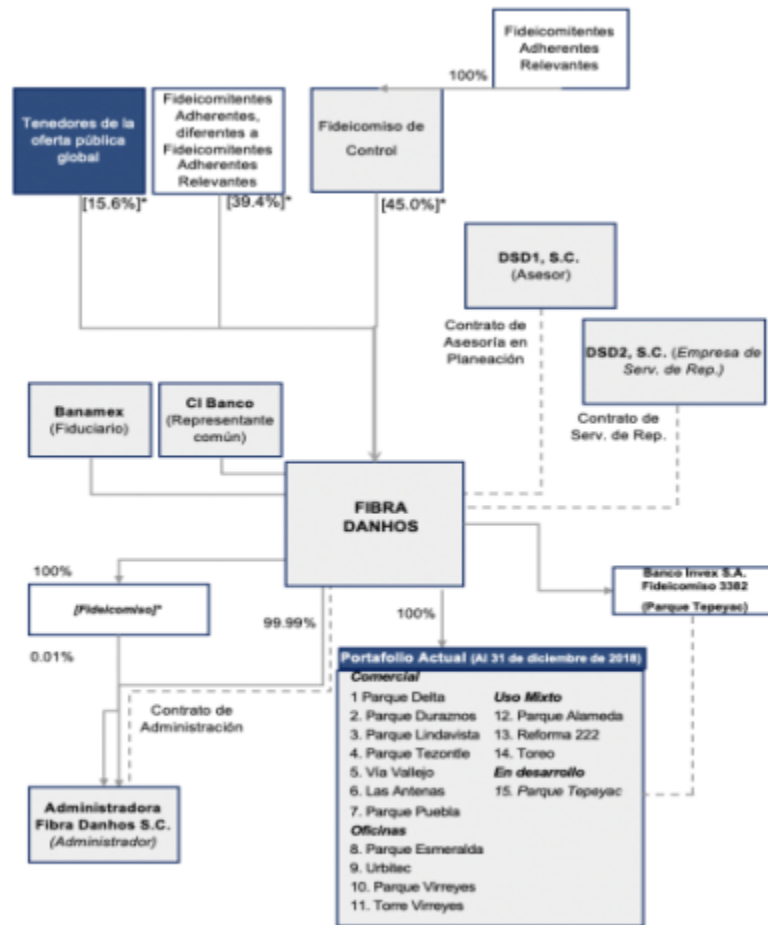 Fideicomitentes
Adherentes
Relevantes
100%
Tenedores de la
oferta pública
global
Fideicomitentes
Adherentes,
diferentes a
Fideicomitentes
Adherentes
Relevantes
Fideicomiso de
Control
[15.6%]*
[39.4%]*
[45.0%]*
DSD1, S.C.
(Asesor)
Contrato de
Asesoría en
Planeación
DSD2, S.C. (Empresa de
Serv. de Rep.)
Contrato de
Serv. de Rep.
Banamex
(Fiduciario)
CI Banco
(Representante
común)
FIBRA
DANHOS
100%
[Fideicomiso]*
0.01%
99.99%
100%
Banco Invex S.A.
Fideicomiso 3382
(Parque Tepeyac)
Contrato de
Administración
Administradora
Fibra Danhos S.C.
(Administrador)
Portafolio Actual (Al 31 de diciembre de 2018)
Comercial
1 Parque Delta
2. Parque Duraznos
3. Parque Lindavista
4. Parque Tezontle
5. Vía Vallejo
6. Las Antenas
7. Parque Puebla
Oficinas
8. Parque Esmeralda
9. Urbitec
10. Parque Virreyes
11. Torre Virreyes
Uso Mixto
12. Parque Alameda
13. Reforma 222
14. Toreo
En desarrollo
15. Parque Tepeyac